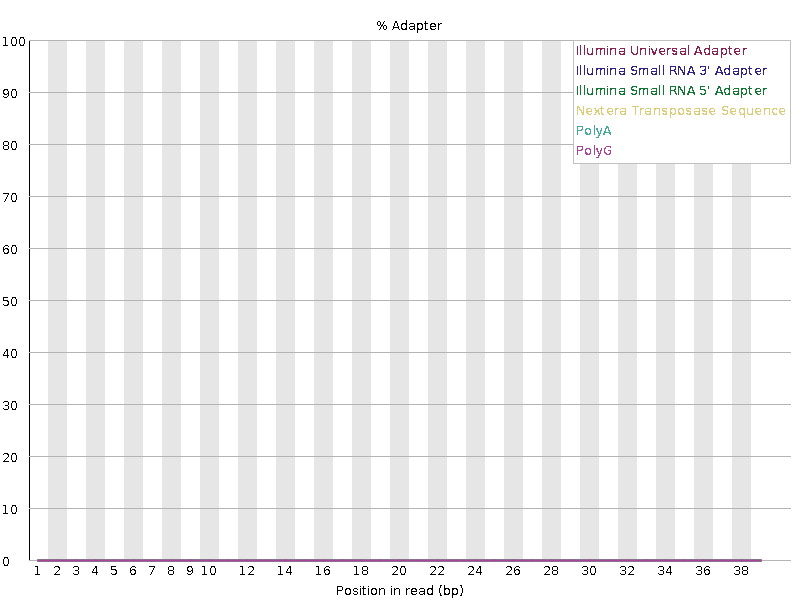 % Adapter
100
90
80
70
60
50
40
30
20
10
0
Illumina Universal Adapter
Illumina Small RNA 3' Adapter
Illumina Small RNA 5' Adapter
Nextera Transposase Sequence
PolyA
PolyG
1 2 3 4 5 6 7 8 9 10 12 14 16 18 20 22 24 26 28 30 32 34 36 38
Position in read (bp)